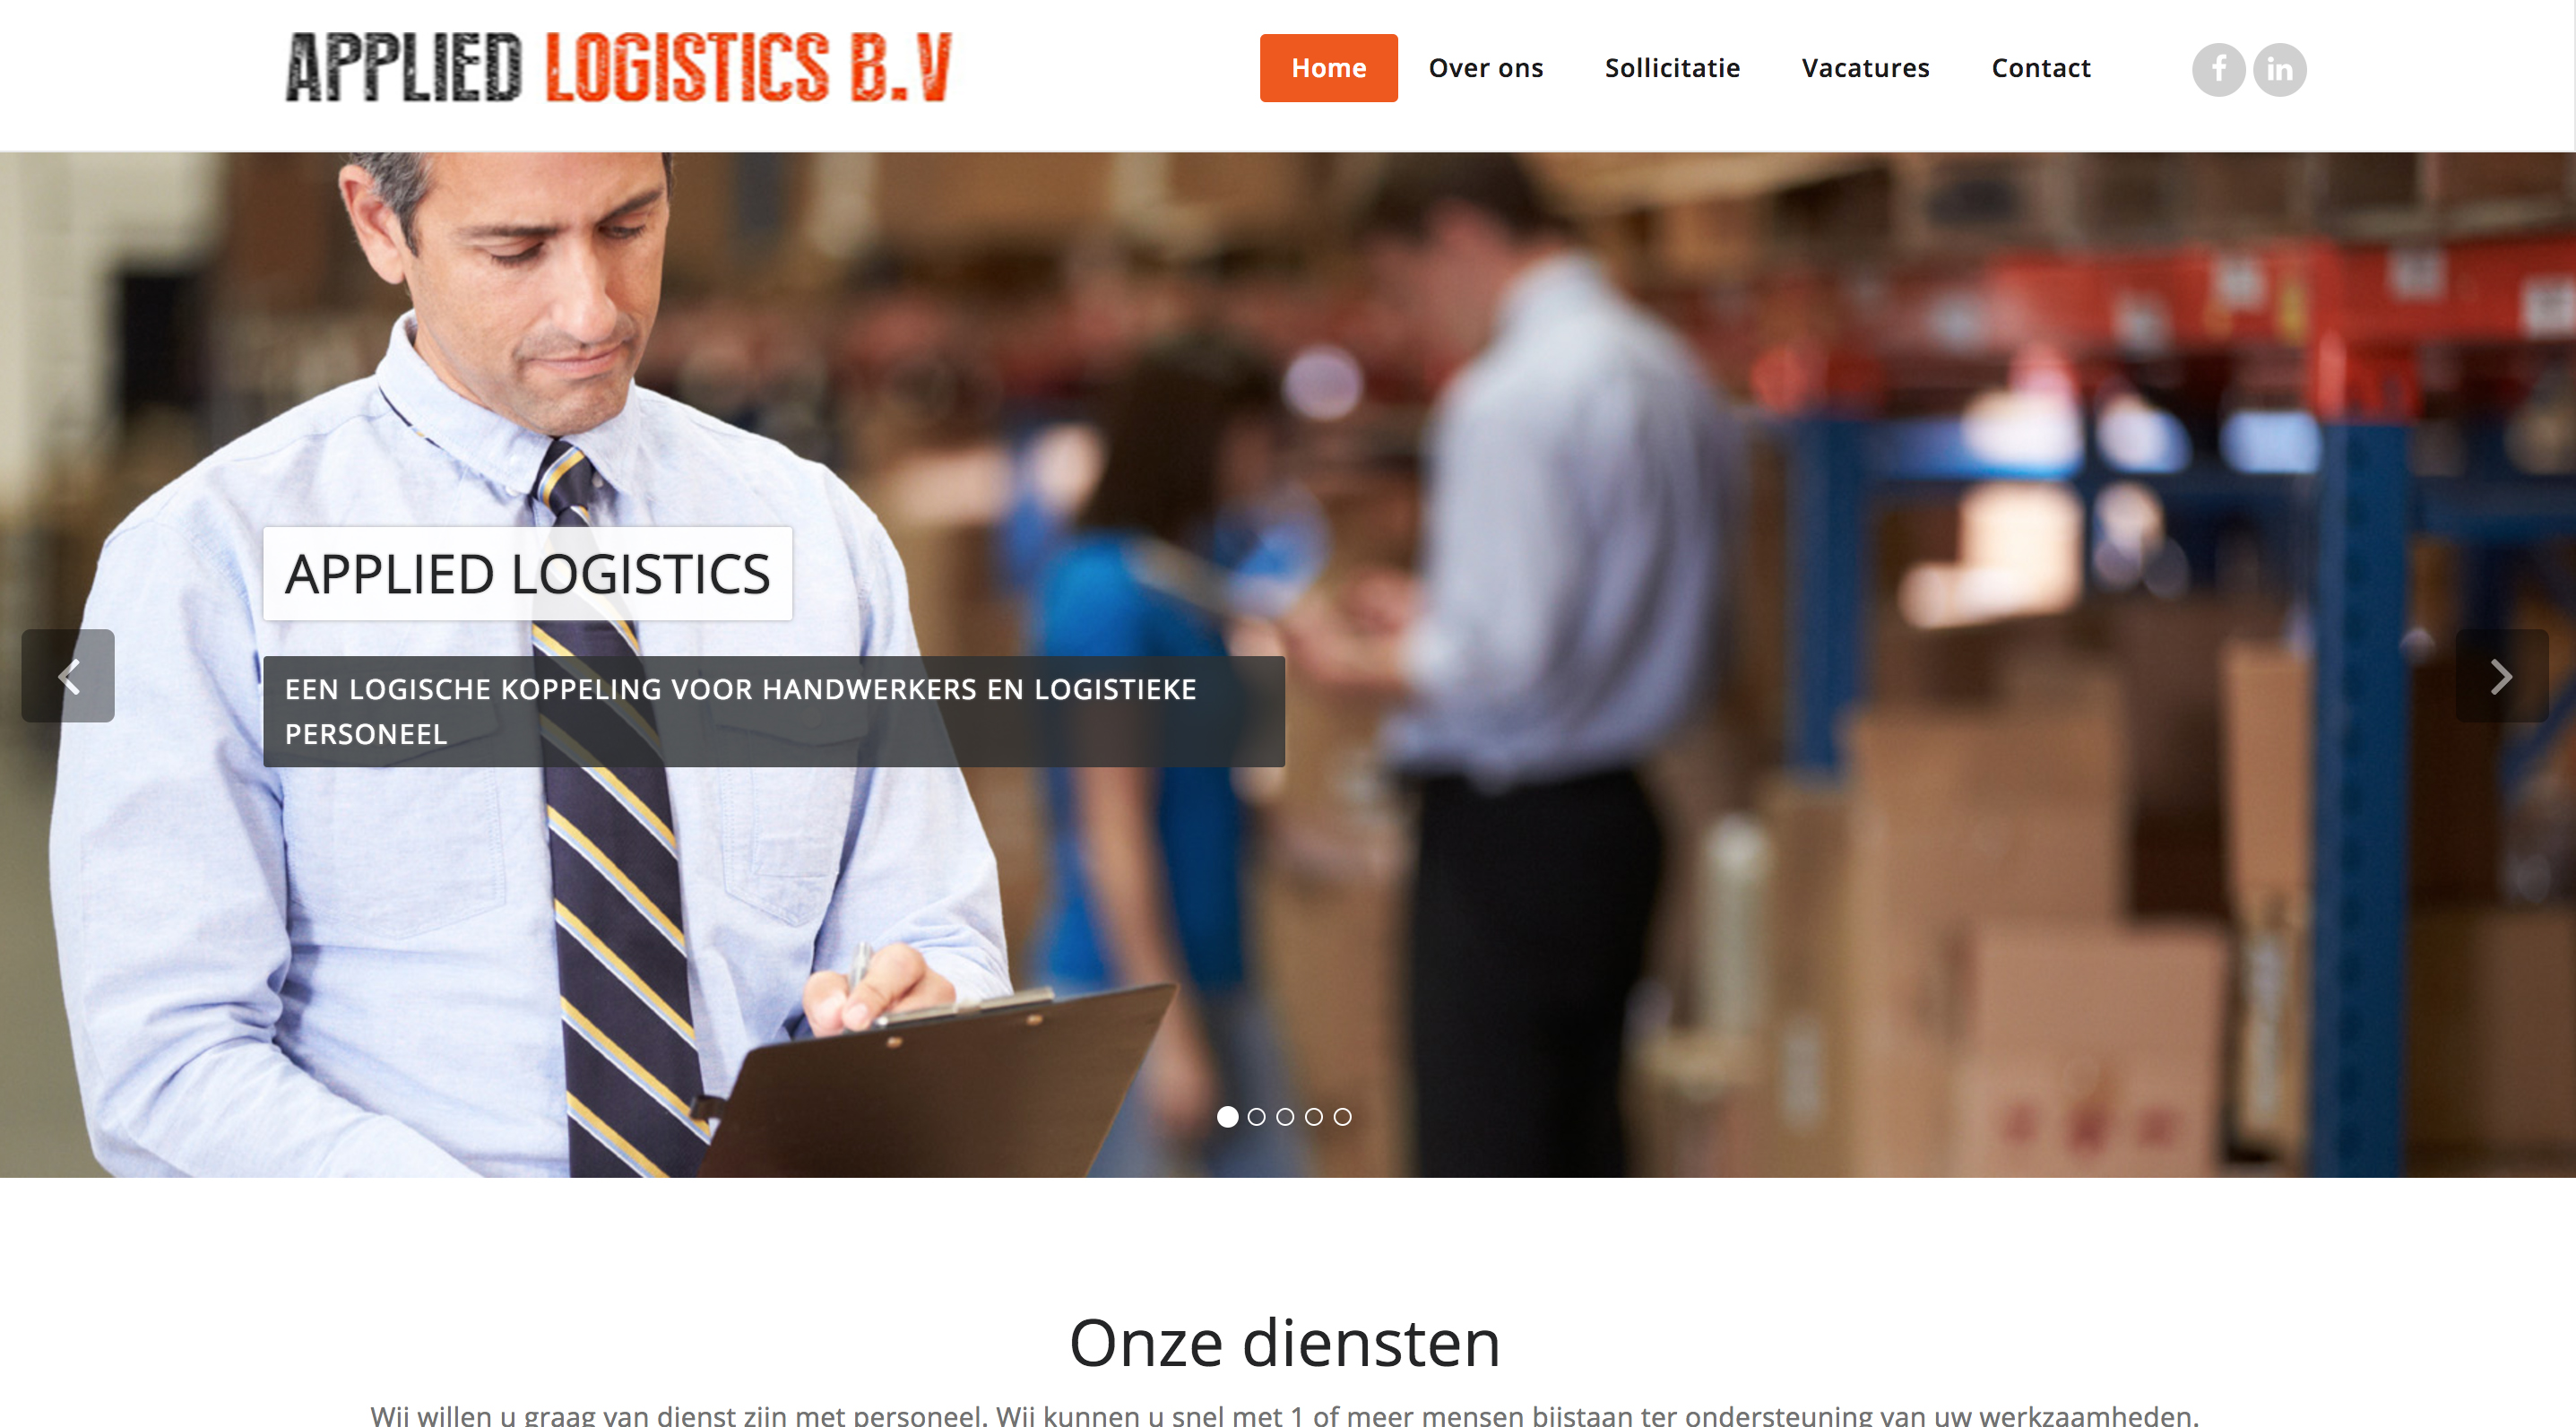 APPLIED LOGISTICS B.V
Home Over ons Sollicitatie Vacatures Contact f in
APPLIED LOGISTICS
EEN LOGISCHE KOPPELING VOOR HANDWERKERS EN LOGISTIEKE
PERSONEEL
Onze diensten
Wij willen u graag van dienst zijn met personeel. Wij kunnen u snel met 1 of meer mensen bijstaan ter ondersteuning van uw werkzaamheden.